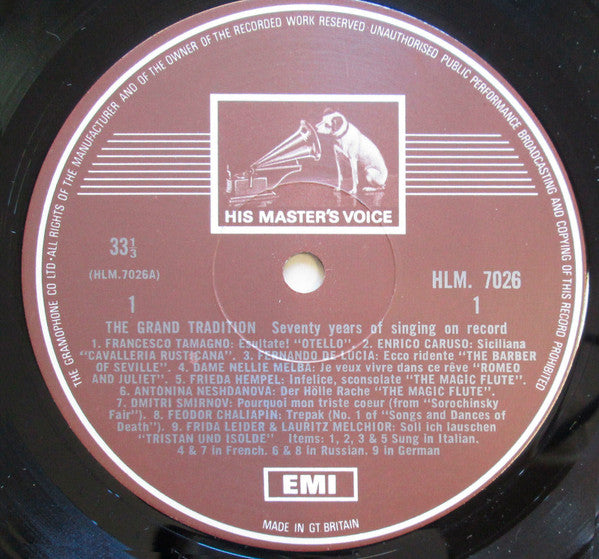 THE GRAMOPHONE CO LTD·ALL RIGHTS OF THE MANUFACTURER AND OF THE OWNER OF THE RECORDED WORK RESERVED UNAUTHORISED PUBLIC PERFORMANCE BROADCASTING AND COPYING OF THIS RECORD PROHIBITED
HIS MASTER'S VOICE
33⅓
(HLM.7026A)
1
HLM. 7026
1
THE GRAND TRADITION Seventy years of singing on record
1. FRANCESCO TAMAGNO: Esultate! "OTELLO". 2. ENRICO CARUSO: Siciliana
"CAVALLERIA RUSTICANA". 3. FERNANDO DE LUCIA: Ecco ridente "THE BARBER
OF SEVILLE". 4. DAME NELLIE MELBA: Je veux vivre dans ce rêve "ROMEO
AND JULIET". 5. FRIEDA HEMPEL: Infelice, sconsolate "THE MAGIC FLUTE".
6. ANTONINA NESHDANOVA: Der Hölle Rache "THE MAGIC FLUTE".
7. DMITRI SMIRNOV: Pourquoi mon triste coeur (from "Sorochinsky
Fair"). 8. FEODOR CHALIAPIN: Trepak (No. 1 of "Songs and Dances of
Death"). 9. FRIDA LEIDER & LAURITZ MELCHIOR: Soll ich lauschen
"TRISTAN UND ISOLDE" Items: 1, 2, 3 & 5 Sung in Italian.
4 & 7 in French. 6 & 8 in Russian. 9 in German
EMI
MADE IN GT BRITAIN